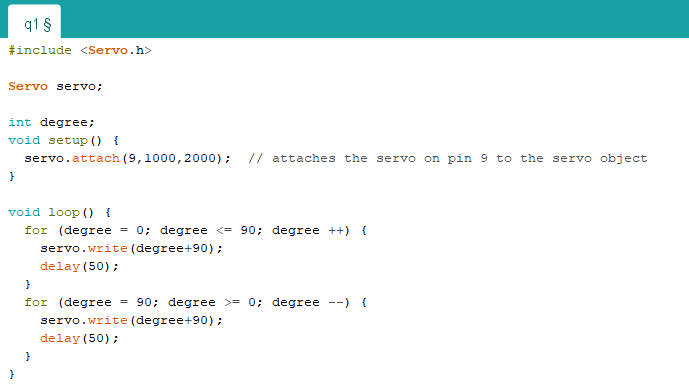 q1 §
#include <Servo.h>
Servo servo;
int degree;
void setup() {
  servo.attach(9,1000,2000);  // attaches the servo on pin 9 to the servo object
}
void loop() {
  for (degree = 0; degree <= 90; degree ++) {
    servo.write(degree+90);
    delay(50);
  }
  for (degree = 90; degree >= 0; degree --) {
    servo.write(degree+90);
    delay(50);
  }
}